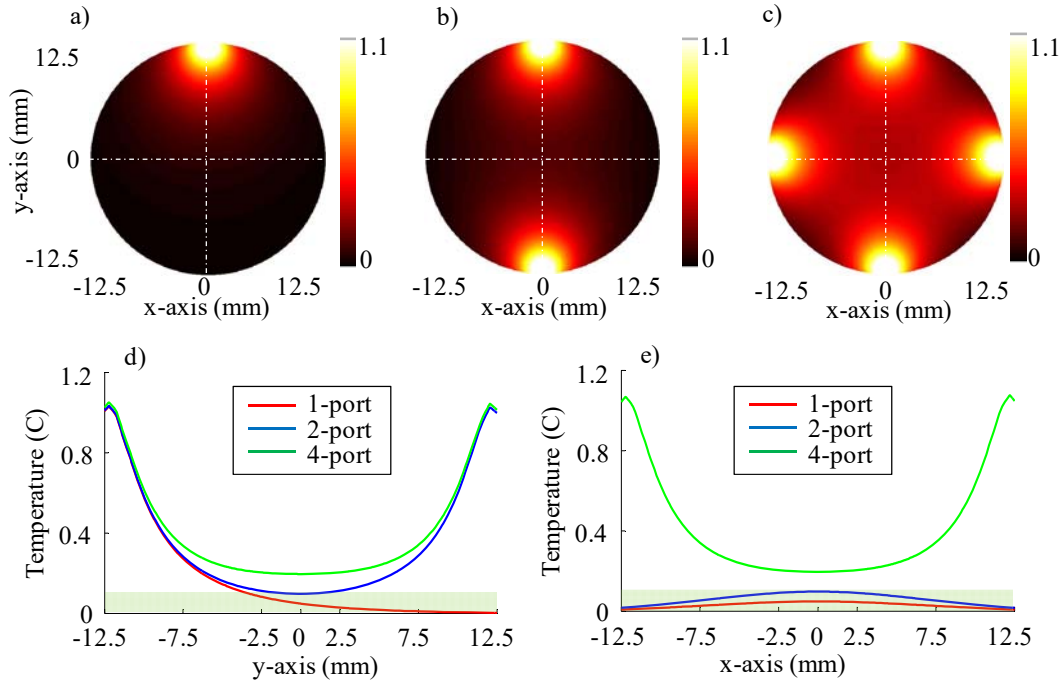 a)
b)
c)
12.5
0
-12.5
y-axis (mm)
-12.5
0
12.5
x-axis (mm)
1.1
0
-12.5
0
12.5
x-axis (mm)
1.1
0
-12.5
0
12.5
x-axis (mm)
1.1
0
d)
1.2
0.8
0.4
0
Temperature (C)
1-port
2-port
4-port
-12.5
-7.5
-2.5
0
2.5
7.5
12.5
y-axis (mm)
e)
1.2
0.8
0.4
0
Temperature (C)
1-port
2-port
4-port
-12.5
-7.5
-2.5
0
2.5
7.5
12.5
x-axis (mm)